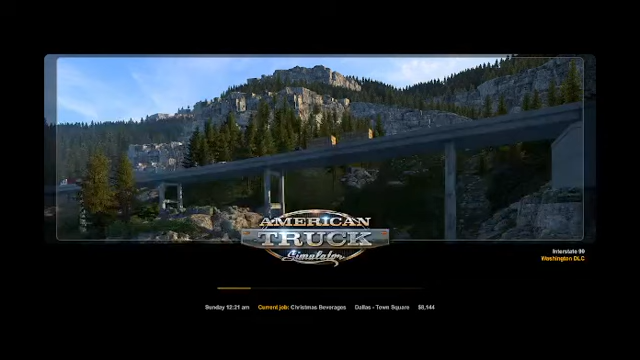 AMERICAN
TRUCK
Simulator
Interstate 90
Washington DLC
Sunday 12:21 am Current job: Christmas Beverages Dallas - Town Square $8,144